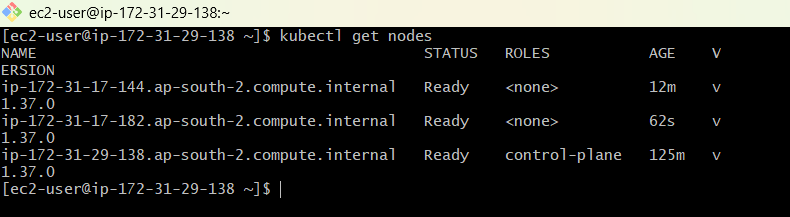 ec2-user@ip-172-31-29-138:~
[ec2-user@ip-172-31-29-138 ~]$ kubectl get nodes
NAME                                          STATUS   ROLES           AGE    V
ERSION
ip-172-31-17-144.ap-south-2.compute.internal   Ready    <none>          12m    v
1.37.0
ip-172-31-17-182.ap-south-2.compute.internal   Ready    <none>          62s    v
1.37.0
ip-172-31-29-138.ap-south-2.compute.internal   Ready    control-plane   125m   v
1.37.0
[ec2-user@ip-172-31-29-138 ~]$